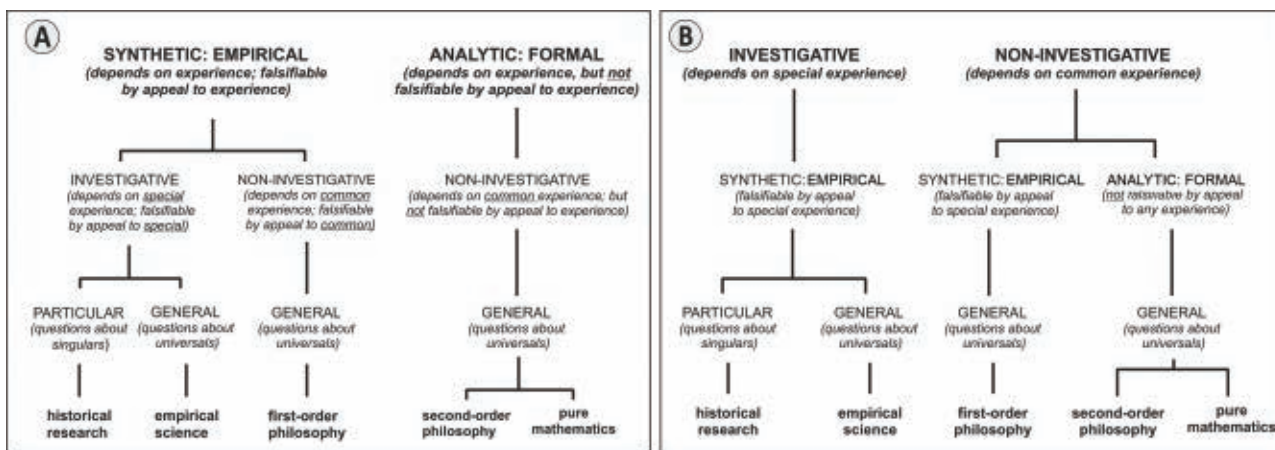 A
SYNTHETIC: EMPIRICAL
(depends on experience; falsifiable
by appeal to experience)
ANALYTIC: FORMAL
(depends on experience, but not
falsifiable by appeal to experience)
INVESTIGATIVE
(depends on special
experience; falsifiable
by appeal to special)
NON-INVESTIGATIVE
(depends on common
experience; falsifiable
by appeal to common)
NON-INVESTIGATIVE
(depends on common experience; but
not falsifiable by appeal to experience)
PARTICULAR
(questions about
singulars)
GENERAL
(questions about
universals)
GENERAL
(questions about
universals)
GENERAL
(questions about
universals)
historical
research
empirical
science
first-order
philosophy
second-order
philosophy
pure
mathematics
B
INVESTIGATIVE
(depends on special experience)
NON-INVESTIGATIVE
(depends on common experience)
SYNTHETIC: EMPIRICAL
(falsifiable by appeal
to special experience)
SYNTHETIC: EMPIRICAL
(falsifiable by appeal
to special experience)
ANALYTIC: FORMAL
(not by appeal
to any experience)
PARTICULAR
(questions about
singulars)
GENERAL
(questions about
universals)
GENERAL
(questions about
universals)
GENERAL
(questions about
universals)
historical
research
empirical
science
first-order
philosophy
second-order
philosophy
pure
mathematics